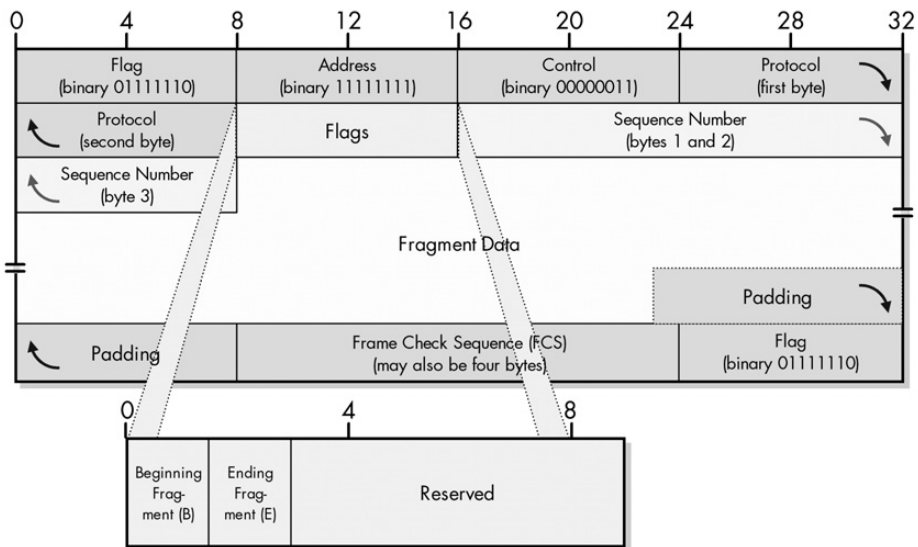 0 4 8 12 16 20 24 28 32
Flag
(binary 01111110)
Address
(binary 11111111)
Control
(binary 00000011)
Protocol
(first byte)
Protocol
(second byte)
Flags
Sequence Number
(bytes 1 and 2)
Sequence Number
(byte 3)
Fragment Data
Padding
Padding
Frame Check Sequence (FCS)
(may also be four bytes)
Flag
(binary 01111110)
0 4 8
Beginning
Frag-
ment (B)
Ending
Frag-
ment (E)
Reserved